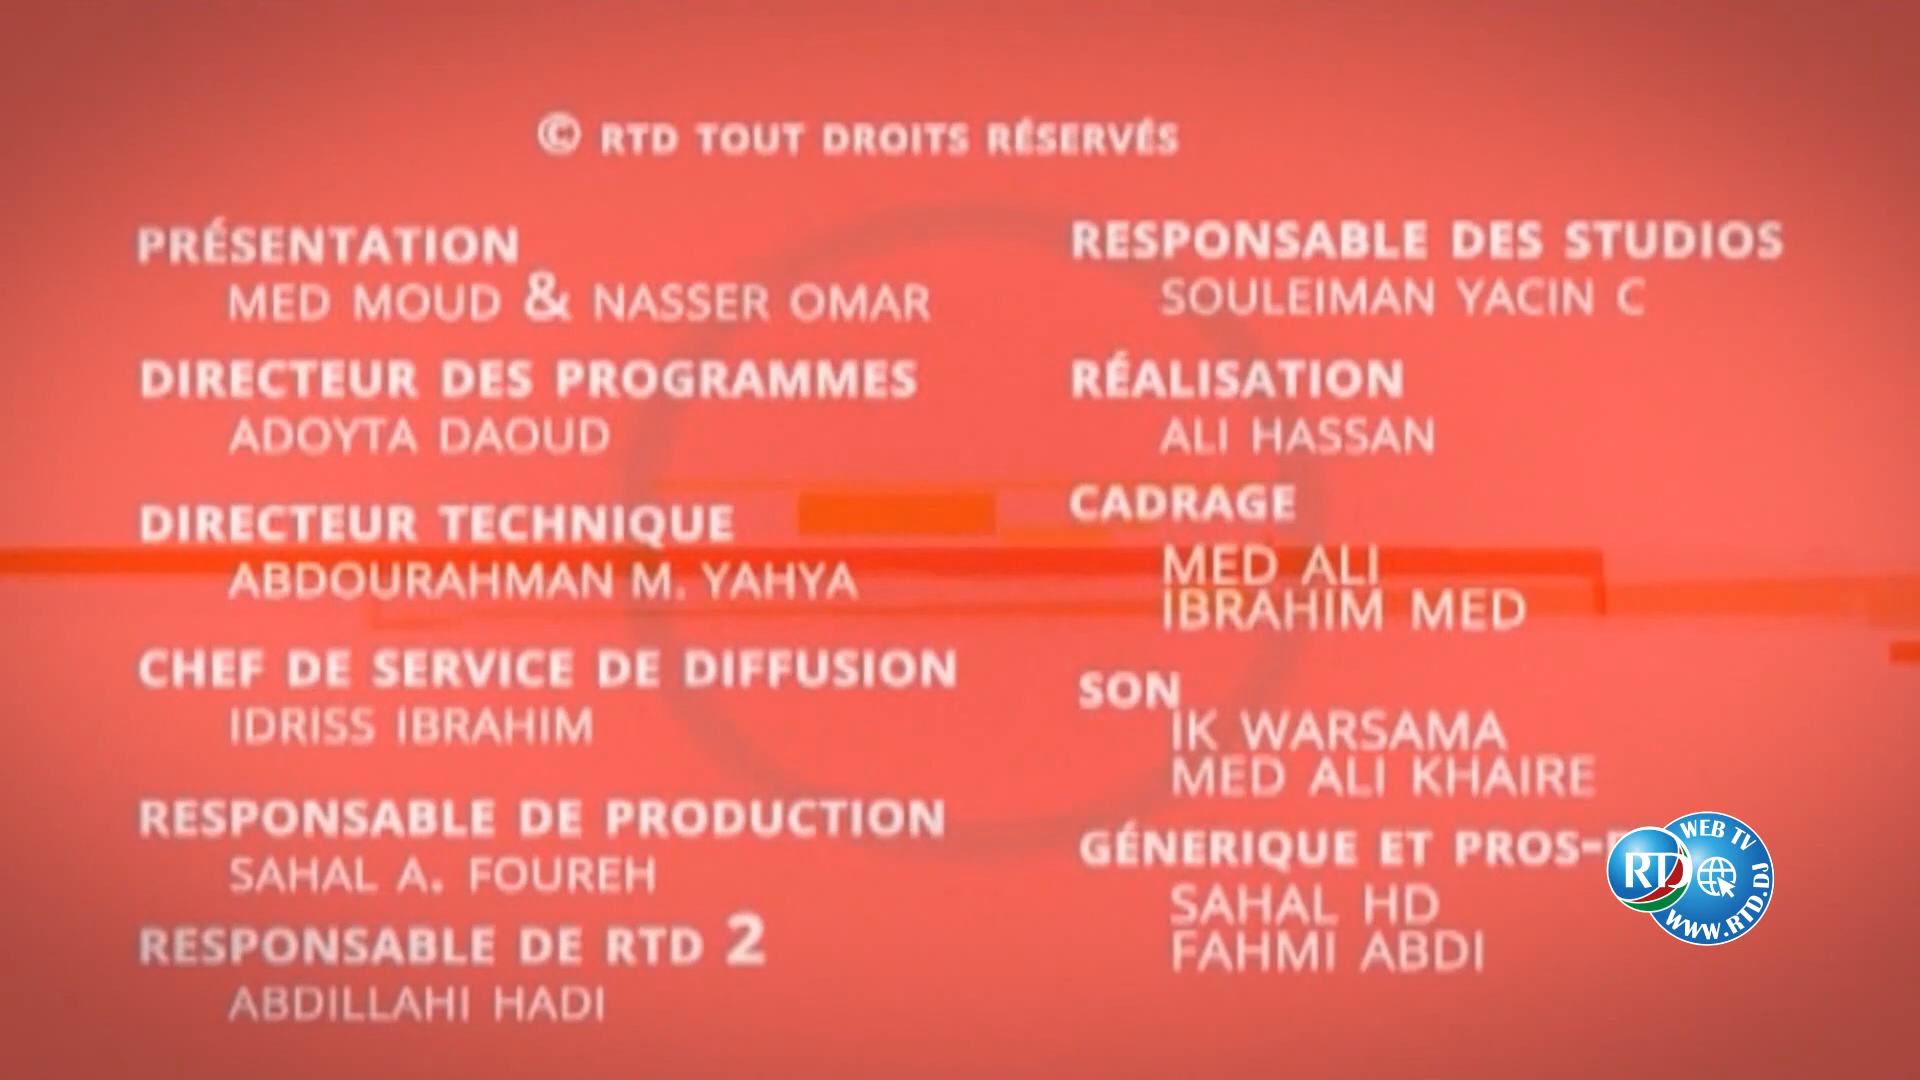 © RTD TOUT DROITS RÉSERVÉS
PRÉSENTATION
MED MOUD & NASSER OMAR
DIRECTEUR DES PROGRAMMES
ADOYTA DAOUD
DIRECTEUR TECHNIQUE
ABDOURAHMAN M. YAHYA
CHEF DE SERVICE DE DIFFUSION
IDRISS IBRAHIM
RESPONSABLE DE PRODUCTION
SAHAL A. FOUREH
RESPONSABLE DE RTD 2
ABDILLAHI HADI
RESPONSABLE DES STUDIOS
SOULEIMAN YACIN C
RÉALISATION
ALI HASSAN
CADRAGE
MED ALI
IBRAHIM MED
SON
IK WARSAMA
MED ALI KHAIRE
GÉNERIQUE ET PROS-
SAHAL HD
FAHMI ABDI
WEB TV
RTD
WWW.RTD.DJ